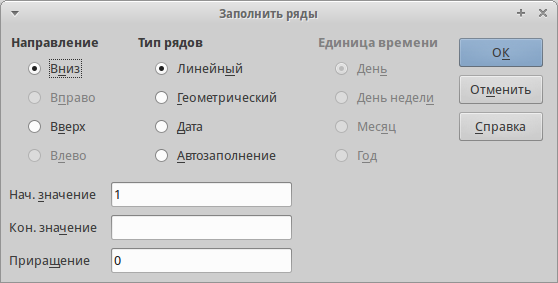 Заполнить ряды
Направление Тип рядов Единица времени
Вниз Линейный День OK
Вправо Геометрический День недели Отменить
Вверх Дата Месяц Справка
Влево Автозаполнение Год
Нач. значение 1
Кон. значение
Приращение 0